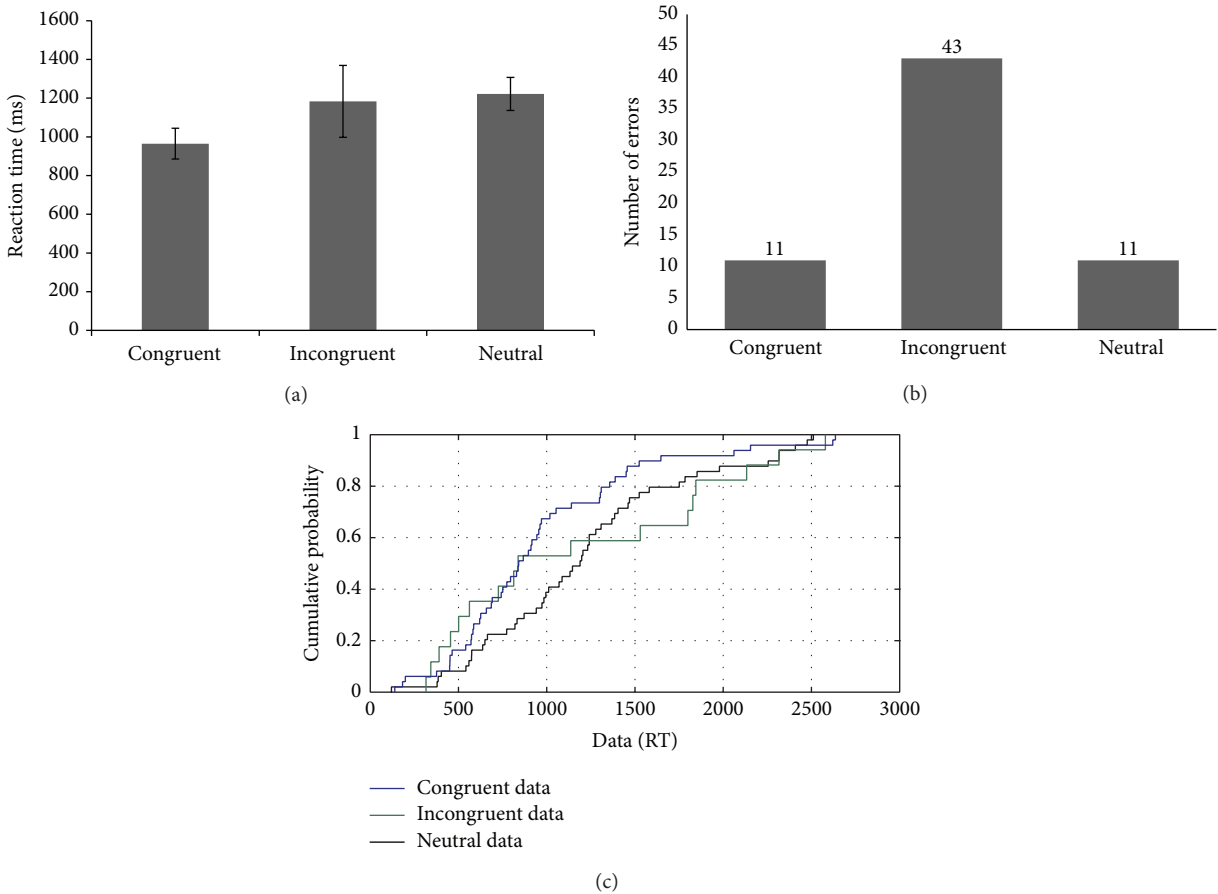 Reaction time (ms)
1600
1400
1200
1000
800
600
400
200
0
Congruent
Incongruent
Neutral
(a)
Number of errors
50
45
40
35
30
25
20
15
10
5
0
11
43
11
Congruent
Incongruent
Neutral
(b)
Cumulative probability
1
0.8
0.6
0.4
0.2
0
0
500
1000
1500
2000
2500
3000
Data (RT)
Congruent data
Incongruent data
Neutral data
(c)